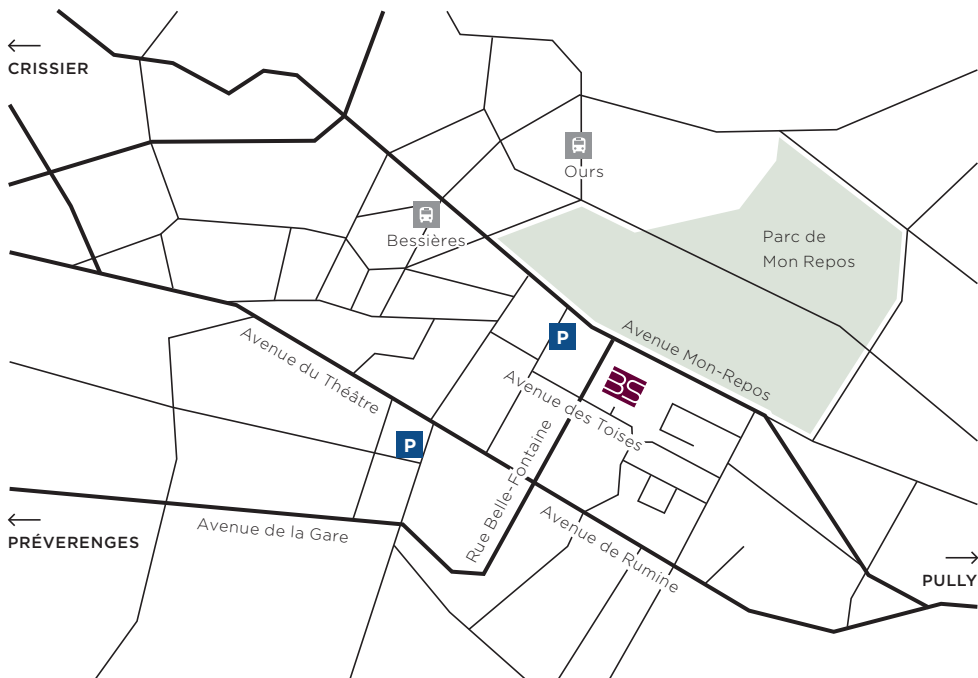 CRISSIER
Ours
Bessières
Parc de
Mon Repos
P
Avenue Mon-Repos
Avenue du Théâtre
Avenue des Toises
BS
P
Rue Belle-Fontaine
Avenue de la Gare
Avenue de Rumine
PRÉVERENGES
PULLY